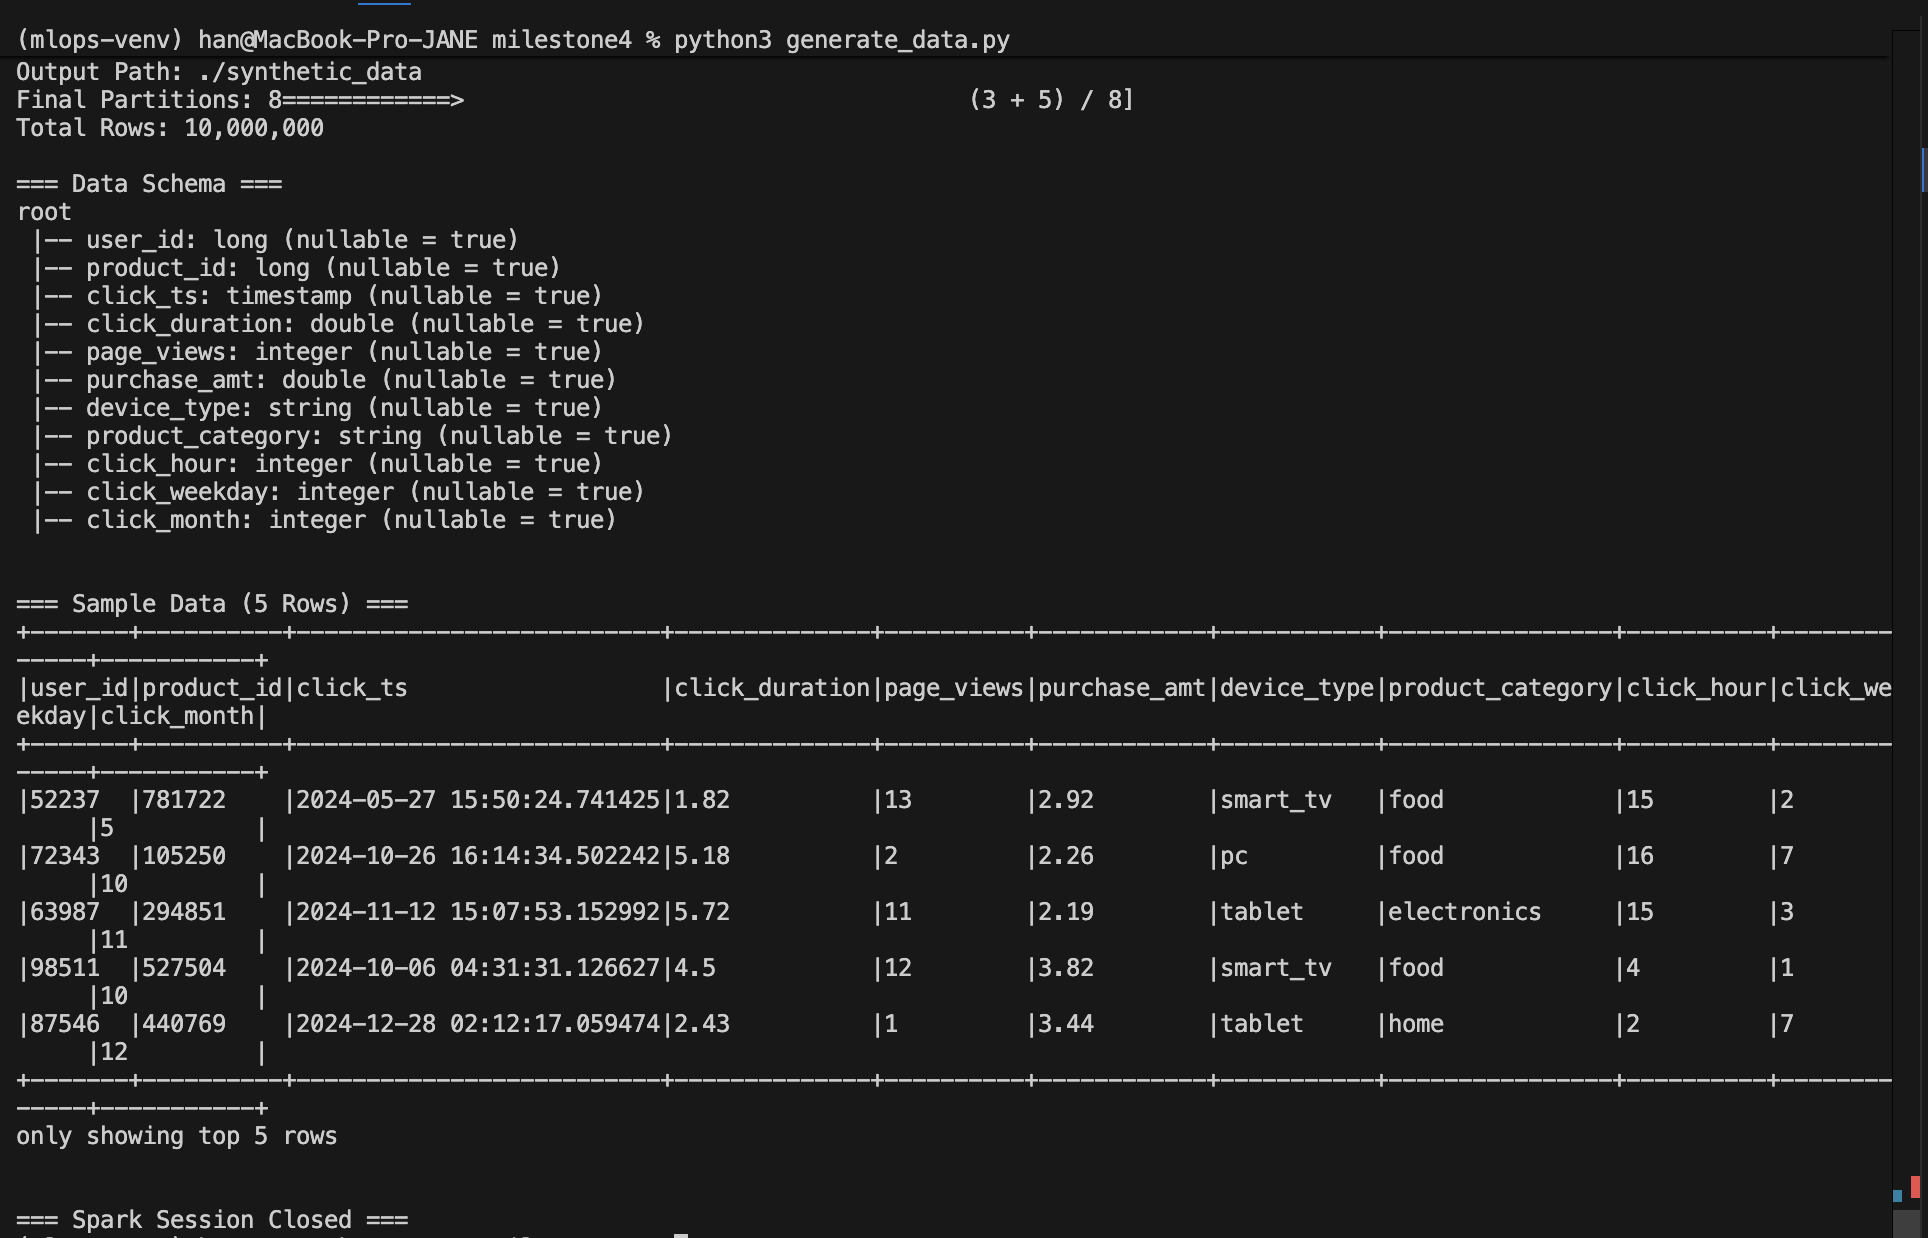 (mlops-venv) han@MacBook-Pro-JANE milestone4 % python3 generate_data.py
Output Path: ./synthetic_data
Final Partitions: 8============>                                    (3 + 5) / 8]
Total Rows: 10,000,000

=== Data Schema ===
root
 |-- user_id: long (nullable = true)
 |-- product_id: long (nullable = true)
 |-- click_ts: timestamp (nullable = true)
 |-- click_duration: double (nullable = true)
 |-- page_views: integer (nullable = true)
 |-- purchase_amt: double (nullable = true)
 |-- device_type: string (nullable = true)
 |-- product_category: string (nullable = true)
 |-- click_hour: integer (nullable = true)
 |-- click_weekday: integer (nullable = true)
 |-- click_month: integer (nullable = true)

=== Sample Data (5 Rows) ===
+-------+----------+--------------------------+--------------+----------+------------+-----------+----------------+----------+--------
-----+-----------+
|user_id|product_id|click_ts                  |click_duration|page_views|purchase_amt|device_type|product_category|click_hour|click_we
ekday|click_month|
+-------+----------+--------------------------+--------------+----------+------------+-----------+----------------+----------+--------
-----+-----------+
|52237  |781722    |2024-05-27 15:50:24.741425|1.82          |13        |2.92        |smart_tv   |food            |15        |2
     |5          |
|72343  |105250    |2024-10-26 16:14:34.502242|5.18          |2         |2.26        |pc         |food            |16        |7
     |10         |
|63987  |294851    |2024-11-12 15:07:53.152992|5.72          |11        |2.19        |tablet     |electronics     |15        |3
     |11         |
|98511  |527504    |2024-10-06 04:31:31.126627|4.5           |12        |3.82        |smart_tv   |food            |4         |1
     |10         |
|87546  |440769    |2024-12-28 02:12:17.059474|2.43          |1         |3.44        |tablet     |home            |2         |7
     |12         |
+-------+----------+--------------------------+--------------+----------+------------+-----------+----------------+----------+--------
-----+-----------+
only showing top 5 rows

=== Spark Session Closed ===